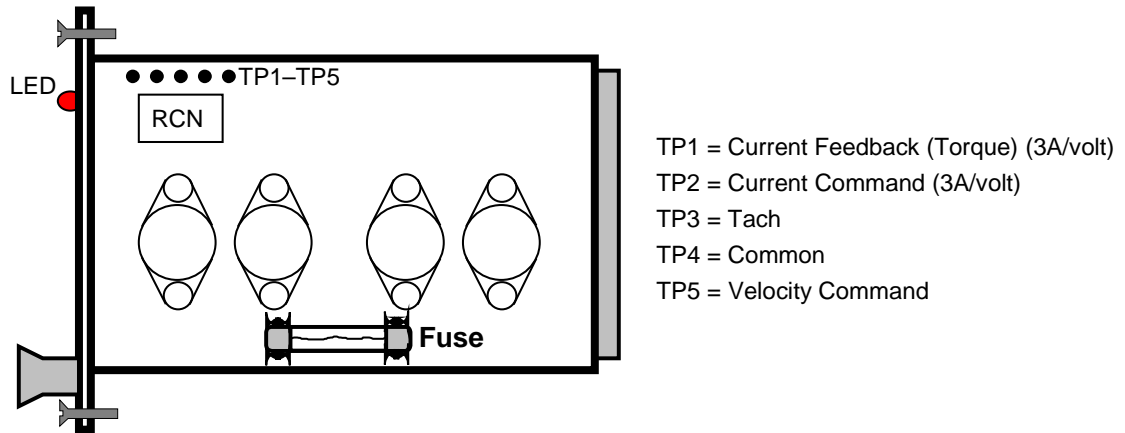 TP1–TP5
LED
RCN
TP1 = Current Feedback (Torque) (3A/volt)
TP2 = Current Command (3A/volt)
TP3 = Tach
TP4 = Common
TP5 = Velocity Command
Fuse